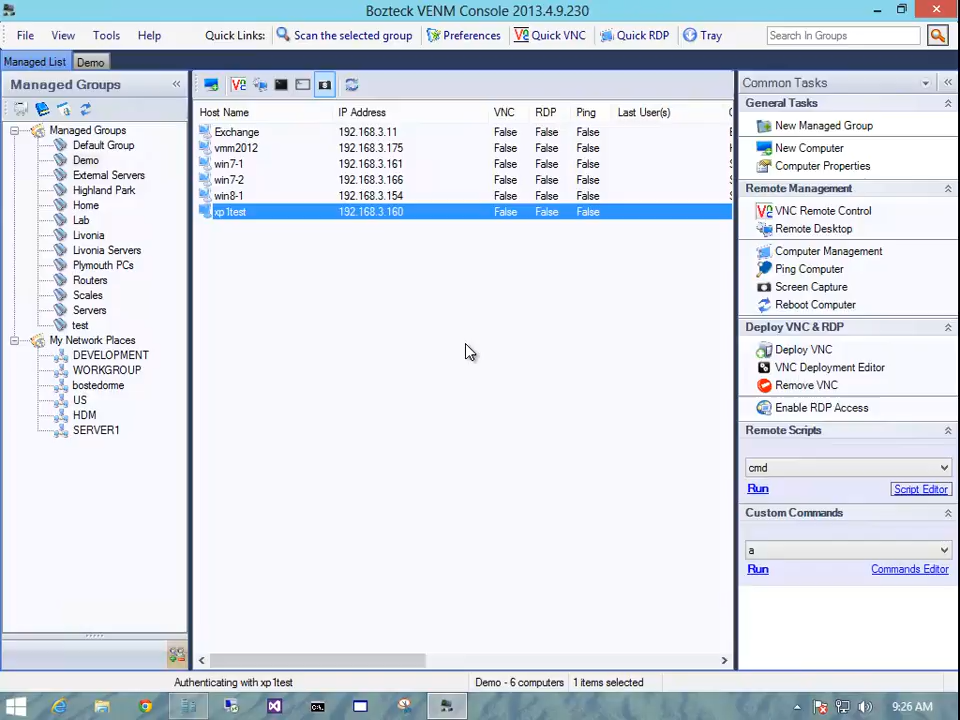 Bozteck VENM Console 2013.4.9.230
File View Tools Help Quick Links: Scan the selected group Preferences Quick VNC Quick RDP Tray Search In Groups
Managed List Demo
Managed Groups
Managed Groups
Default Group
Demo
External Servers
Highland Park
Home
Lab
Livonia
Livonia Servers
Plymouth PCs
Routers
Scales
Servers
test
My Network Places
DEVELOPMENT
WORKGROUP
bostedome
US
HDM
SERVER1
Host Name IP Address VNC RDP Ping Last User(s)
Exchange 192.168.3.11 False False False
vmm2012 192.168.3.175 False False False
win7-1 192.168.3.161 False False False
win7-2 192.168.3.166 False False False
win8-1 192.168.3.154 False False False
xp1test 192.168.3.160 False False False
Common Tasks
General Tasks
New Managed Group
New Computer
Computer Properties
Remote Management
VNC Remote Control
Remote Desktop
Computer Management
Ping Computer
Screen Capture
Reboot Computer
Deploy VNC & RDP
Deploy VNC
VNC Deployment Editor
Remove VNC
Enable RDP Access
Remote Scripts
cmd
Run Script Editor
Custom Commands
a
Run Commands Editor
Authenticating with xp1test Demo - 6 computers 1 items selected
9:26 AM